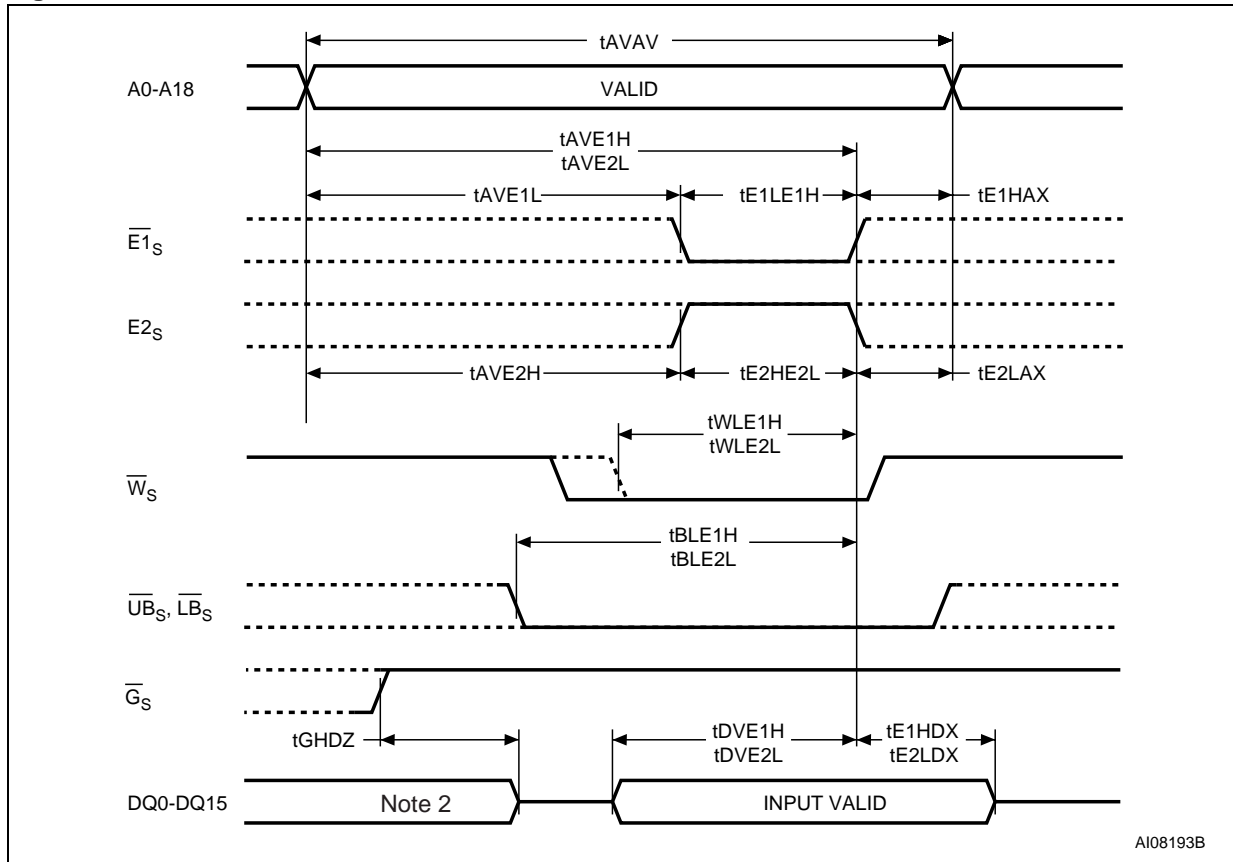 tAVAV
A0-A18
VALID
tAVE1H
tAVE2L
tAVE1L
tE1LE1H
tE1HAX
E1S
E2S
tAVE2H
tE2HE2L
tE2LAX
tWLE1H
tWLE2L
WS
tBLE1H
tBLE2L
UBS, LBS
GS
tGHDZ
tDVE1H
tDVE2L
tE1HDX
tE2LDX
DQ0-DQ15
Note 2
INPUT VALID
AI08193B